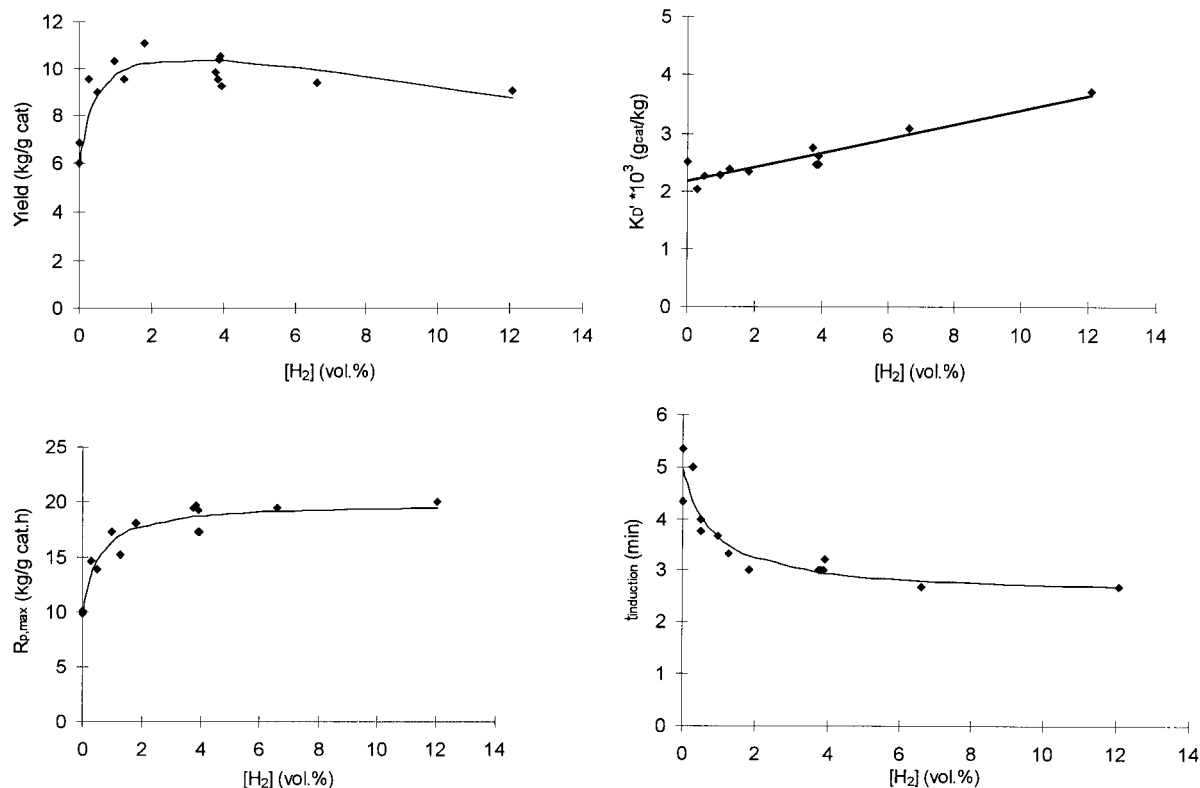 12
10
8
6
4
2
0
Yield (kg/g cat)
0 2 4 6 8 10 12 14
[H₂] (vol.%)
5
4
3
2
1
0
KD' *10³ (gcat/kg)
0 2 4 6 8 10 12 14
[H₂] (vol.%)
25
20
15
10
5
0
Rp,max (kg/g cat.h)
0 2 4 6 8 10 12 14
[H₂] (vol.%)
6
5
4
3
2
1
0
tinduction (min)
0 2 4 6 8 10 12 14
[H₂] (vol.%)